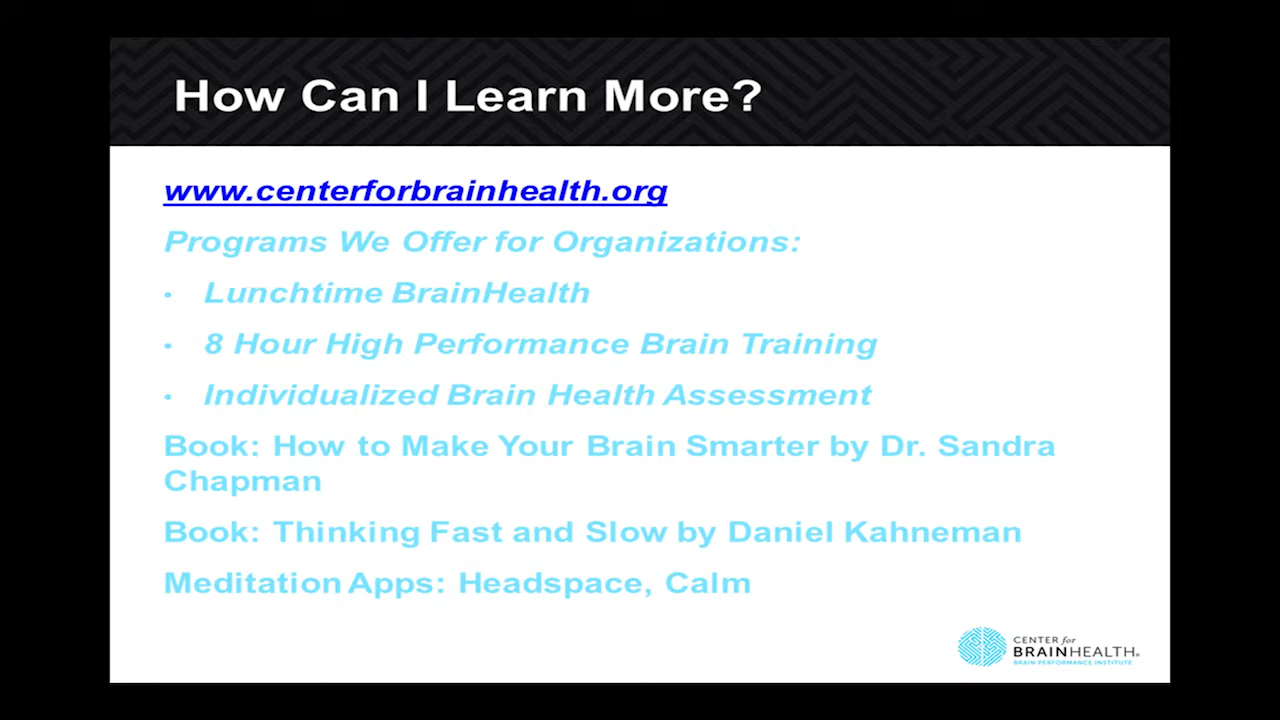 How Can I Learn More?
www.centerforbrainhealth.org
Programs We Offer for Organizations:
• Lunchtime BrainHealth
• 8 Hour High Performance Brain Training
• Individualized Brain Health Assessment
Book: How to Make Your Brain Smarter by Dr. Sandra
Chapman
Book: Thinking Fast and Slow by Daniel Kahneman
Meditation Apps: Headspace, Calm
CENTER for
BRAINHEALTH®
BRAIN PERFORMANCE INSTITUTE